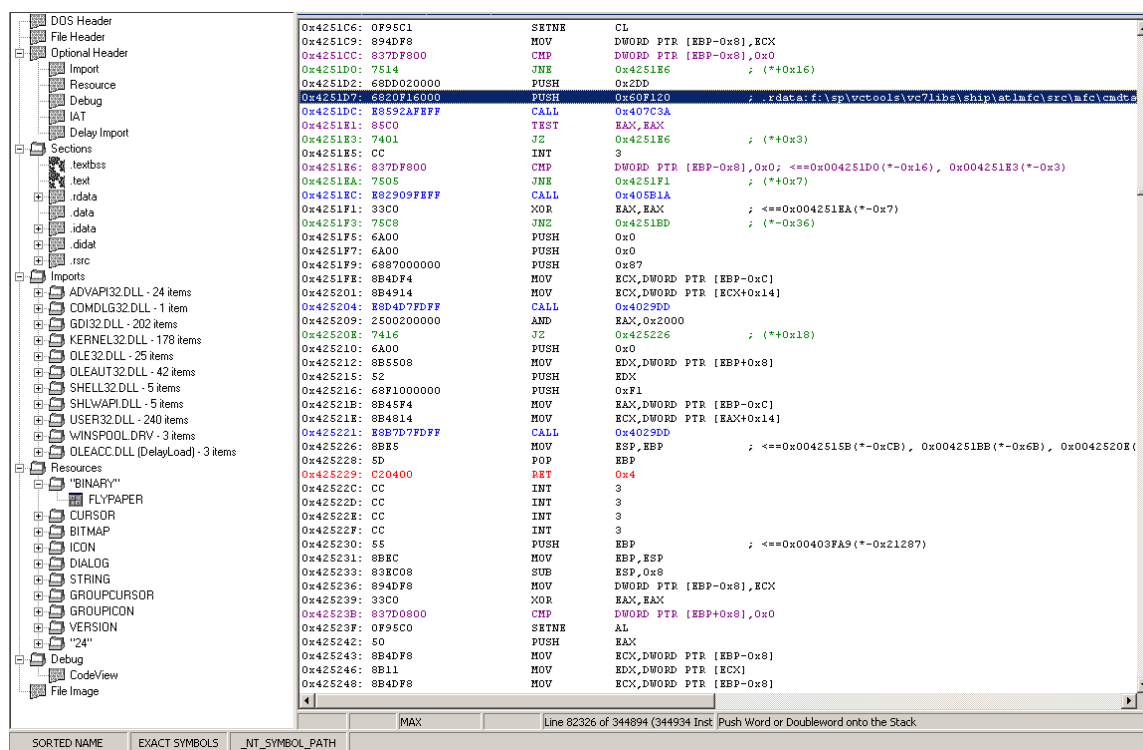 DOS Header
File Header
Optional Header
Import
Resource
Debug
IAT
Delay Import
Sections
.textbss
.text
.rdata
.data
.idata
.didat
.rsrc
Imports
ADVAPI32.DLL - 24 items
COMDLG32.DLL - 1 item
GDI32.DLL - 202 items
KERNEL32.DLL - 178 items
OLE32.DLL - 25 items
OLEAUT32.DLL - 42 items
SHELL32.DLL - 5 items
SHLWAPI.DLL - 5 items
USER32.DLL - 240 items
WINSPOOL.DRV - 3 items
OLEACC.DLL (DelayLoad) - 3 items
Resources
"BINARY"
FLYPAPER
CURSOR
BITMAP
ICON
DIALOG
STRING
GROUPCURSOR
GROUPICON
VERSION
"24"
Debug
CodeView
File Image
0x4251C6: 0F95C1 SETNE CL
0x4251C9: 894DF8 MOV DWORD PTR [EBP-0x8],ECX
0x4251CC: 837DF800 CMP DWORD PTR [EBP-0x8],0x0
0x4251D0: 7514 JNE 0x4251E6 ; (*+0x16)
0x4251D2: 68DD020000 PUSH 0x2DD
0x4251D7: 6820F16000 PUSH 0x60F120 ; .rdata:f:\sp\vctools\vc7libs\ship\atlmfc\src\mfc\cmdta
0x4251DC: E8592AFEFF CALL 0x407C3A
0x4251E1: 85C0 TEST EAX,EAX
0x4251E3: 7401 JZ 0x4251E6 ; (*+0x3)
0x4251E5: CC INT 3
0x4251E6: 837DF800 CMP DWORD PTR [EBP-0x8],0x0; <==0x004251D0(*-0x16), 0x004251E3(*-0x3)
0x4251EA: 7505 JNE 0x4251F1 ; (*+0x7)
0x4251EC: E82909FEFF CALL 0x405B1A
0x4251F1: 33C0 XOR EAX,EAX ; <==0x004251EA(*-0x7)
0x4251F3: 75C8 JNZ 0x4251BD ; (*-0x36)
0x4251F5: 6A00 PUSH 0x0
0x4251F7: 6A00 PUSH 0x0
0x4251F9: 6887000000 PUSH 0x87
0x4251FE: 8B4DF4 MOV ECX,DWORD PTR [EBP-0xC]
0x425201: 8B4914 MOV ECX,DWORD PTR [ECX+0x14]
0x425204: E8D4D7FDFF CALL 0x4029DD
0x425209: 2500200000 AND EAX,0x2000
0x42520E: 7416 JZ 0x425226 ; (*+0x18)
0x425210: 6A00 PUSH 0x0
0x425212: 8B5508 MOV EDX,DWORD PTR [EBP+0x8]
0x425215: 52 PUSH EDX
0x425216: 68F1000000 PUSH 0xF1
0x42521B: 8B45F4 MOV EAX,DWORD PTR [EBP-0xC]
0x42521E: 8B4814 MOV ECX,DWORD PTR [EAX+0x14]
0x425221: E8B7D7FDFF CALL 0x4029DD
0x425226: 8BE5 MOV ESP,EBP ; <==0x0042515B(*-0xCB), 0x004251BB(*-0x6B), 0x0042520E(
0x425228: 5D POP EBP
0x425229: C20400 RET 0x4
0x42522C: CC INT 3
0x42522D: CC INT 3
0x42522E: CC INT 3
0x42522F: CC INT 3
0x425230: 55 PUSH EBP ; <==0x00403FA9(*-0x21287)
0x425231: 8BEC MOV EBP,ESP
0x425233: 83EC08 SUB ESP,0x8
0x425236: 894DF8 MOV DWORD PTR [EBP-0x8],ECX
0x425239: 33C0 XOR EAX,EAX
0x42523B: 837D0800 CMP DWORD PTR [EBP+0x8],0x0
0x42523F: 0F95C0 SETNE AL
0x425242: 50 PUSH EAX
0x425243: 8B4DF8 MOV ECX,DWORD PTR [EBP-0x8]
0x425246: 8B11 MOV EDX,DWORD PTR [ECX]
0x425248: 8B4DF8 MOV ECX,DWORD PTR [EBP-0x8]
MAX Line 82326 of 344894 (344934 Inst Push Word or Doubleword onto the Stack
SORTED NAME EXACT SYMBOLS _NT_SYMBOL_PATH